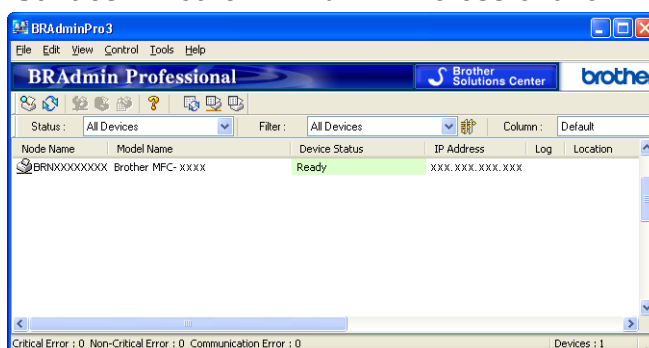 BRAdminPro3
File Edit View Control Tools Help
BRAdmin Professional Brother Solutions Center brothe
Status : All Devices Filter : All Devices Column : Default
Node Name Model Name Device Status IP Address Log Location
BRNXXXXXXX Brother MFC- XXXX Ready XXX.XXX.XXX.XXX
Critical Error : 0 Non-Critical Error : 0 Communication Error : 0 Devices : 1